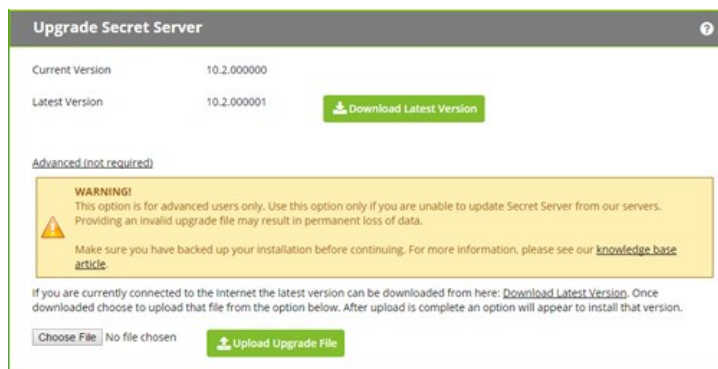 Upgrade Secret Server
?
Current Version 10.2.000000
Latest Version 10.2.000001 Download Latest Version
Advanced (not required)
WARNING!
This option is for advanced users only. Use this option only if you are unable to update Secret Server from our servers.
Providing an invalid upgrade file may result in permanent loss of data.
Make sure you have backed up your installation before continuing. For more information, please see our knowledge base
article.
If you are currently connected to the Internet the latest version can be downloaded from here: Download Latest Version. Once
downloaded choose to upload that file from the option below. After upload is complete an option will appear to install that version.
Choose File No file chosen Upload Upgrade File